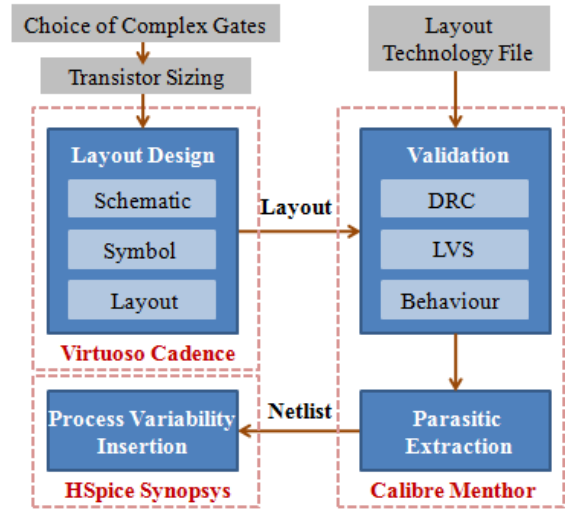 Choice of Complex Gates
Transistor Sizing
Layout
Technology File
Layout Design
Schematic
Symbol
Layout
Virtuoso Cadence
Layout
Validation
DRC
LVS
Behaviour
Parasitic
Extraction
Calibre Menthor
Netlist
Process Variability
Insertion
HSpice Synopsys